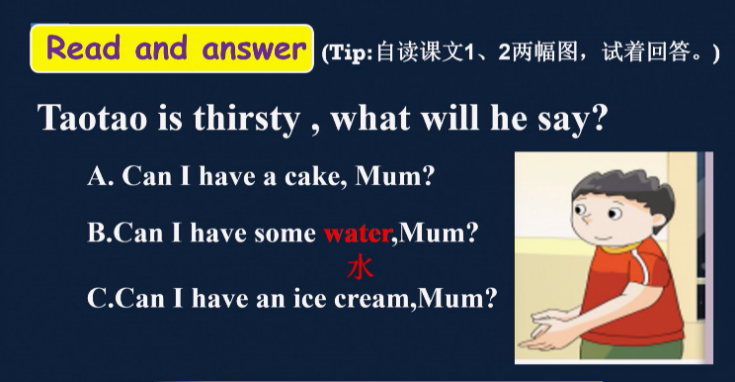 Read and answer (Tip:自读课文1、2两幅图，试着回答。)
Taotao is thirsty , what will he say?
A. Can I have a cake, Mum?
B.Can I have some water,Mum?
水
C.Can I have an ice cream,Mum?